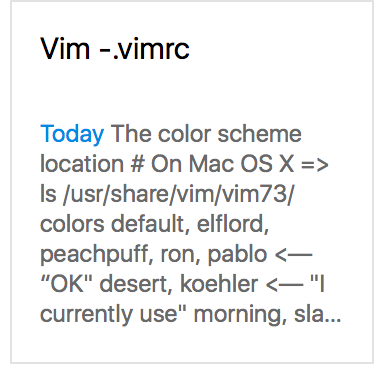 Vim -.vimrc
Today The color scheme
location # On Mac OS X =>
ls /usr/share/vim/vim73/
colors default, elflord,
peachpuff, ron, pablo <—
“OK" desert, koehler <— "I
currently use" morning, sla...